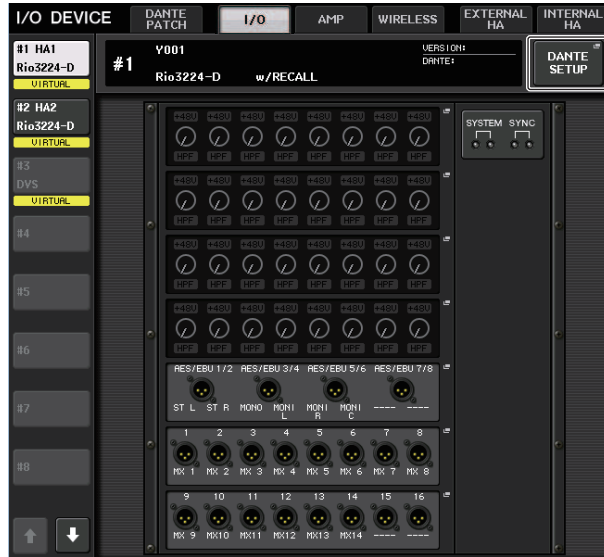 I/O DEVICE
DANTE PATCH
I/O
AMP
WIRELESS
EXTERNAL HA
INTERNAL HA
#1 HA1
Rio3224-D
VIRTUAL
#2 HA2
Rio3224-D
VIRTUAL
#3
DVS
VIRTUAL
#4
#5
#6
#7
#8
#1
Y001
Rio3224-D w/RECALL
VERSION:
DANTE:
DANTE SETUP
+48V +48V +48V +48V +48V +48V +48V +48V
HPF HPF HPF HPF HPF HPF HPF HPF
+48V +48V +48V +48V +48V +48V +48V +48V
HPF HPF HPF HPF HPF HPF HPF HPF
+48V +48V +48V +48V +48V +48V +48V +48V
HPF HPF HPF HPF HPF HPF HPF HPF
+48V +48V +48V +48V +48V +48V +48V +48V
HPF HPF HPF HPF HPF HPF HPF HPF
AES/EBU 1/2 AES/EBU 3/4 AES/EBU 5/6 AES/EBU 7/8
ST L ST R MONO MONI L MONI R MONI C ---- ----
1 2 3 4 5 6 7 8
MX 1 MX 2 MX 3 MX 4 MX 5 MX 6 MX 7 MX 8
9 10 11 12 13 14 15 16
MX 9 MX10 MX11 MX12 MX13 MX14 ---- ----
SYSTEM SYNC